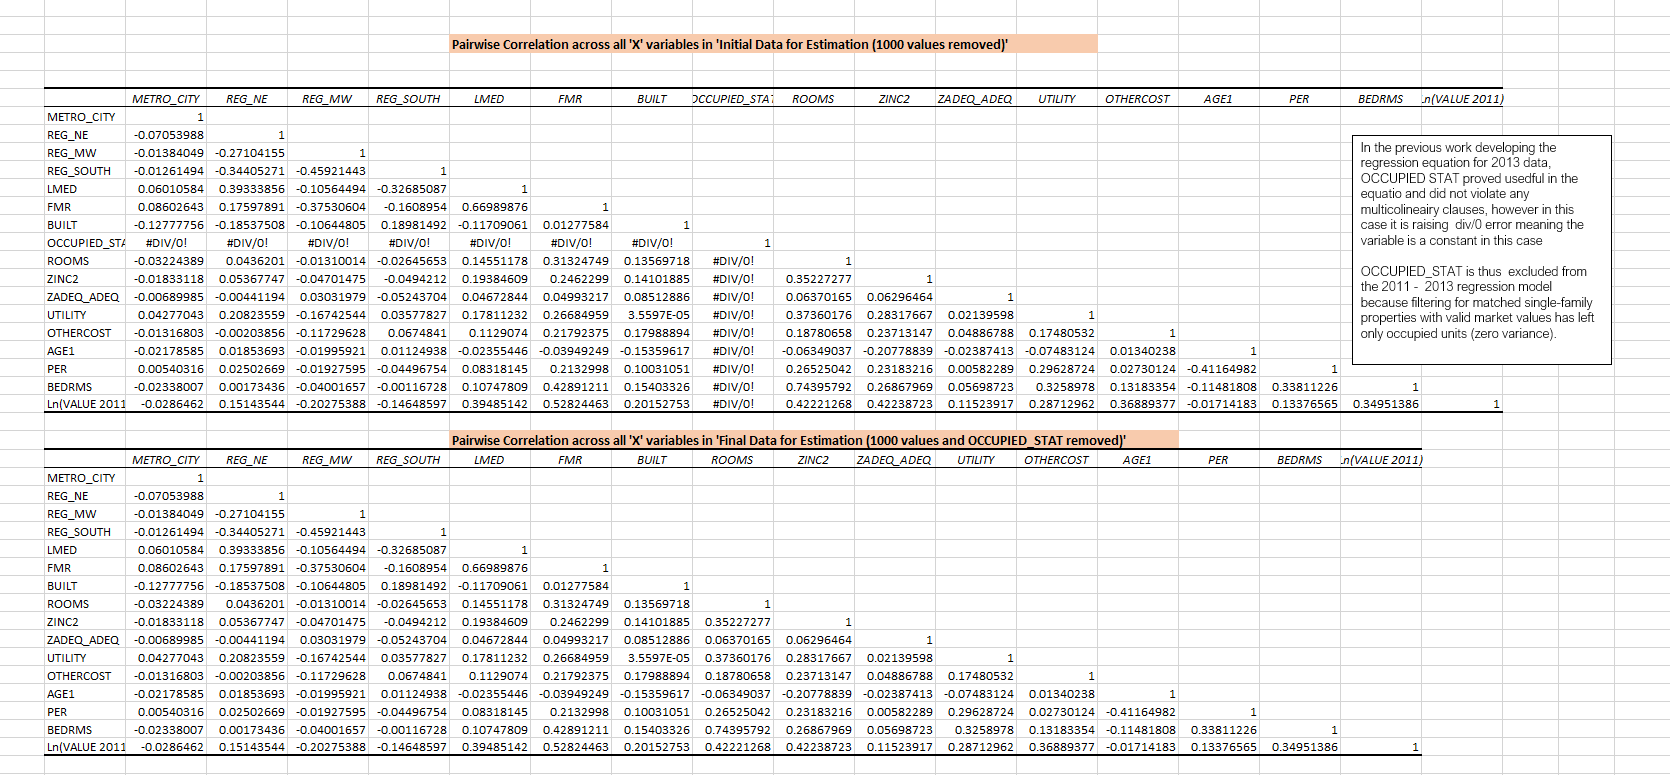 Pairwise Correlation across all 'X' variables in 'Initial Data for Estimation (1000 values removed)'
METRO_CITY REG_NE REG_MW REG_SOUTH LMED FMR BUILT OCCUPIED_STAT ROOMS ZINC2 ZADEQ_ADEQ UTILITY OTHERCOST AGE1 PER BEDRMS Ln(VALUE 2011)
METRO_CITY 1
REG_NE -0.07053988 1
REG_MW -0.01384049 -0.27104155 1
REG_SOUTH -0.01261494 -0.34405271 -0.45921443 1
LMED 0.06010584 0.39333856 -0.10564494 -0.32685087 1
FMR 0.08602643 0.17597891 -0.37530604 -0.1608954 0.66989876 1
BUILT -0.12777756 -0.18537508 -0.10644805 0.18981492 -0.11709061 0.01277584 1
OCCUPIED_STA #DIV/0! #DIV/0! #DIV/0! #DIV/0! #DIV/0! #DIV/0! #DIV/0! 1
ROOMS -0.03224389 0.0436201 -0.01310014 -0.02645653 0.14551178 0.31324749 0.13569718 #DIV/0! 1
ZINC2 -0.01833118 0.05367747 -0.04701475 -0.0494212 0.19384609 0.2462299 0.14101885 #DIV/0! 0.35227277 1
ZADEQ_ADEQ -0.00689985 -0.00441194 0.03031979 -0.05243704 0.04672844 0.04993217 0.08512886 #DIV/0! 0.06370165 0.06296464 1
UTILITY 0.04277043 0.20823559 -0.16742544 0.03577827 0.17811232 0.26684959 3.5597E-05 #DIV/0! 0.37360176 0.28317667 0.02139598 1
OTHERCOST -0.01316803 -0.00203856 -0.11729628 0.0674841 0.1129074 0.21792375 0.17988894 #DIV/0! 0.18780658 0.23713147 0.04886788 0.17480532 1
AGE1 -0.02178585 0.01853693 -0.01995921 0.01124938 -0.02355446 -0.03949249 -0.15359617 #DIV/0! -0.06349037 -0.20778839 -0.02387413 -0.07483124 0.01340238 1
PER 0.00540316 0.02502669 -0.01927595 -0.04496754 0.08318145 0.2132998 0.10031051 #DIV/0! 0.26525042 0.23183216 0.00582289 0.29628724 0.02730124 -0.41164982 1
BEDRMS -0.02338007 0.00173436 -0.04001657 -0.00116728 0.10747809 0.42891211 0.15403326 #DIV/0! 0.74395792 0.26867969 0.05698723 0.3258978 0.13183354 -0.11481808 0.33811226 1
Ln(VALUE 2011 -0.0286462 0.15143544 -0.20275388 -0.14648597 0.39485142 0.52824463 0.20152753 #DIV/0! 0.42221268 0.42238723 0.11523917 0.28712962 0.36889377 -0.01714183 0.13376565 0.34951386 1
In the previous work developing the
regression equation for 2013 data,
OCCUPIED STAT proved usedful in the
equatio and did not violate any
multicolineairy clauses, however in this
case it is raising div/0 error meaning the
variable is a constant in this case
OCCUPIED_STAT is thus excluded from
the 2011 - 2013 regression model
because filtering for matched single-family
properties with valid market values has left
only occupied units (zero variance).
Pairwise Correlation across all 'X' variables in 'Final Data for Estimation (1000 values and OCCUPIED_STAT removed)'
METRO_CITY REG_NE REG_MW REG_SOUTH LMED FMR BUILT ROOMS ZINC2 ZADEQ_ADEQ UTILITY OTHERCOST AGE1 PER BEDRMS Ln(VALUE 2011)
METRO_CITY 1
REG_NE -0.07053988 1
REG_MW -0.01384049 -0.27104155 1
REG_SOUTH -0.01261494 -0.34405271 -0.45921443 1
LMED 0.06010584 0.39333856 -0.10564494 -0.32685087 1
FMR 0.08602643 0.17597891 -0.37530604 -0.1608954 0.66989876 1
BUILT -0.12777756 -0.18537508 -0.10644805 0.18981492 -0.11709061 0.01277584 1
ROOMS -0.03224389 0.0436201 -0.01310014 -0.02645653 0.14551178 0.31324749 0.13569718 1
ZINC2 -0.01833118 0.05367747 -0.04701475 -0.0494212 0.19384609 0.2462299 0.14101885 0.35227277 1
ZADEQ_ADEQ -0.00689985 -0.00441194 0.03031979 -0.05243704 0.04672844 0.04993217 0.08512886 0.06370165 0.06296464 1
UTILITY 0.04277043 0.20823559 -0.16742544 0.03577827 0.17811232 0.26684959 3.5597E-05 0.37360176 0.28317667 0.02139598 1
OTHERCOST -0.01316803 -0.00203856 -0.11729628 0.0674841 0.1129074 0.21792375 0.17988894 0.18780658 0.23713147 0.04886788 0.17480532 1
AGE1 -0.02178585 0.01853693 -0.01995921 0.01124938 -0.02355446 -0.03949249 -0.15359617 -0.06349037 -0.20778839 -0.02387413 -0.07483124 0.01340238 1
PER 0.00540316 0.02502669 -0.01927595 -0.04496754 0.08318145 0.2132998 0.10031051 0.26525042 0.23183216 0.00582289 0.29628724 0.02730124 -0.41164982 1
BEDRMS -0.02338007 0.00173436 -0.04001657 -0.00116728 0.10747809 0.42891211 0.15403326 0.74395792 0.26867969 0.05698723 0.3258978 0.13183354 -0.11481808 0.33811226 1
Ln(VALUE 2011 -0.0286462 0.15143544 -0.20275388 -0.14648597 0.39485142 0.52824463 0.20152753 0.42221268 0.42238723 0.11523917 0.28712962 0.36889377 -0.01714183 0.13376565 0.34951386 1